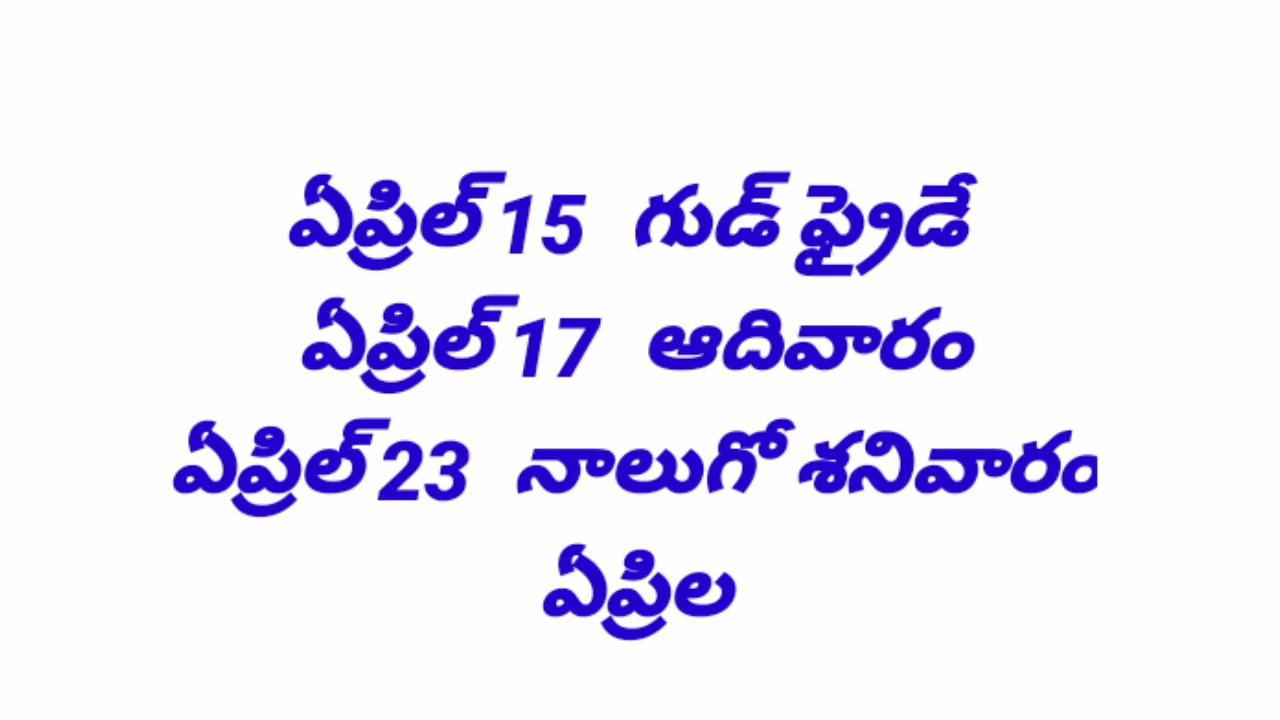 ఏప్రిల్ 15 గుడ్ ఫ్రైడే
ఏప్రిల్ 17 ఆదివారం
ఏప్రిల్ 23 నాలుగో శనివారం
ఏప్రిల